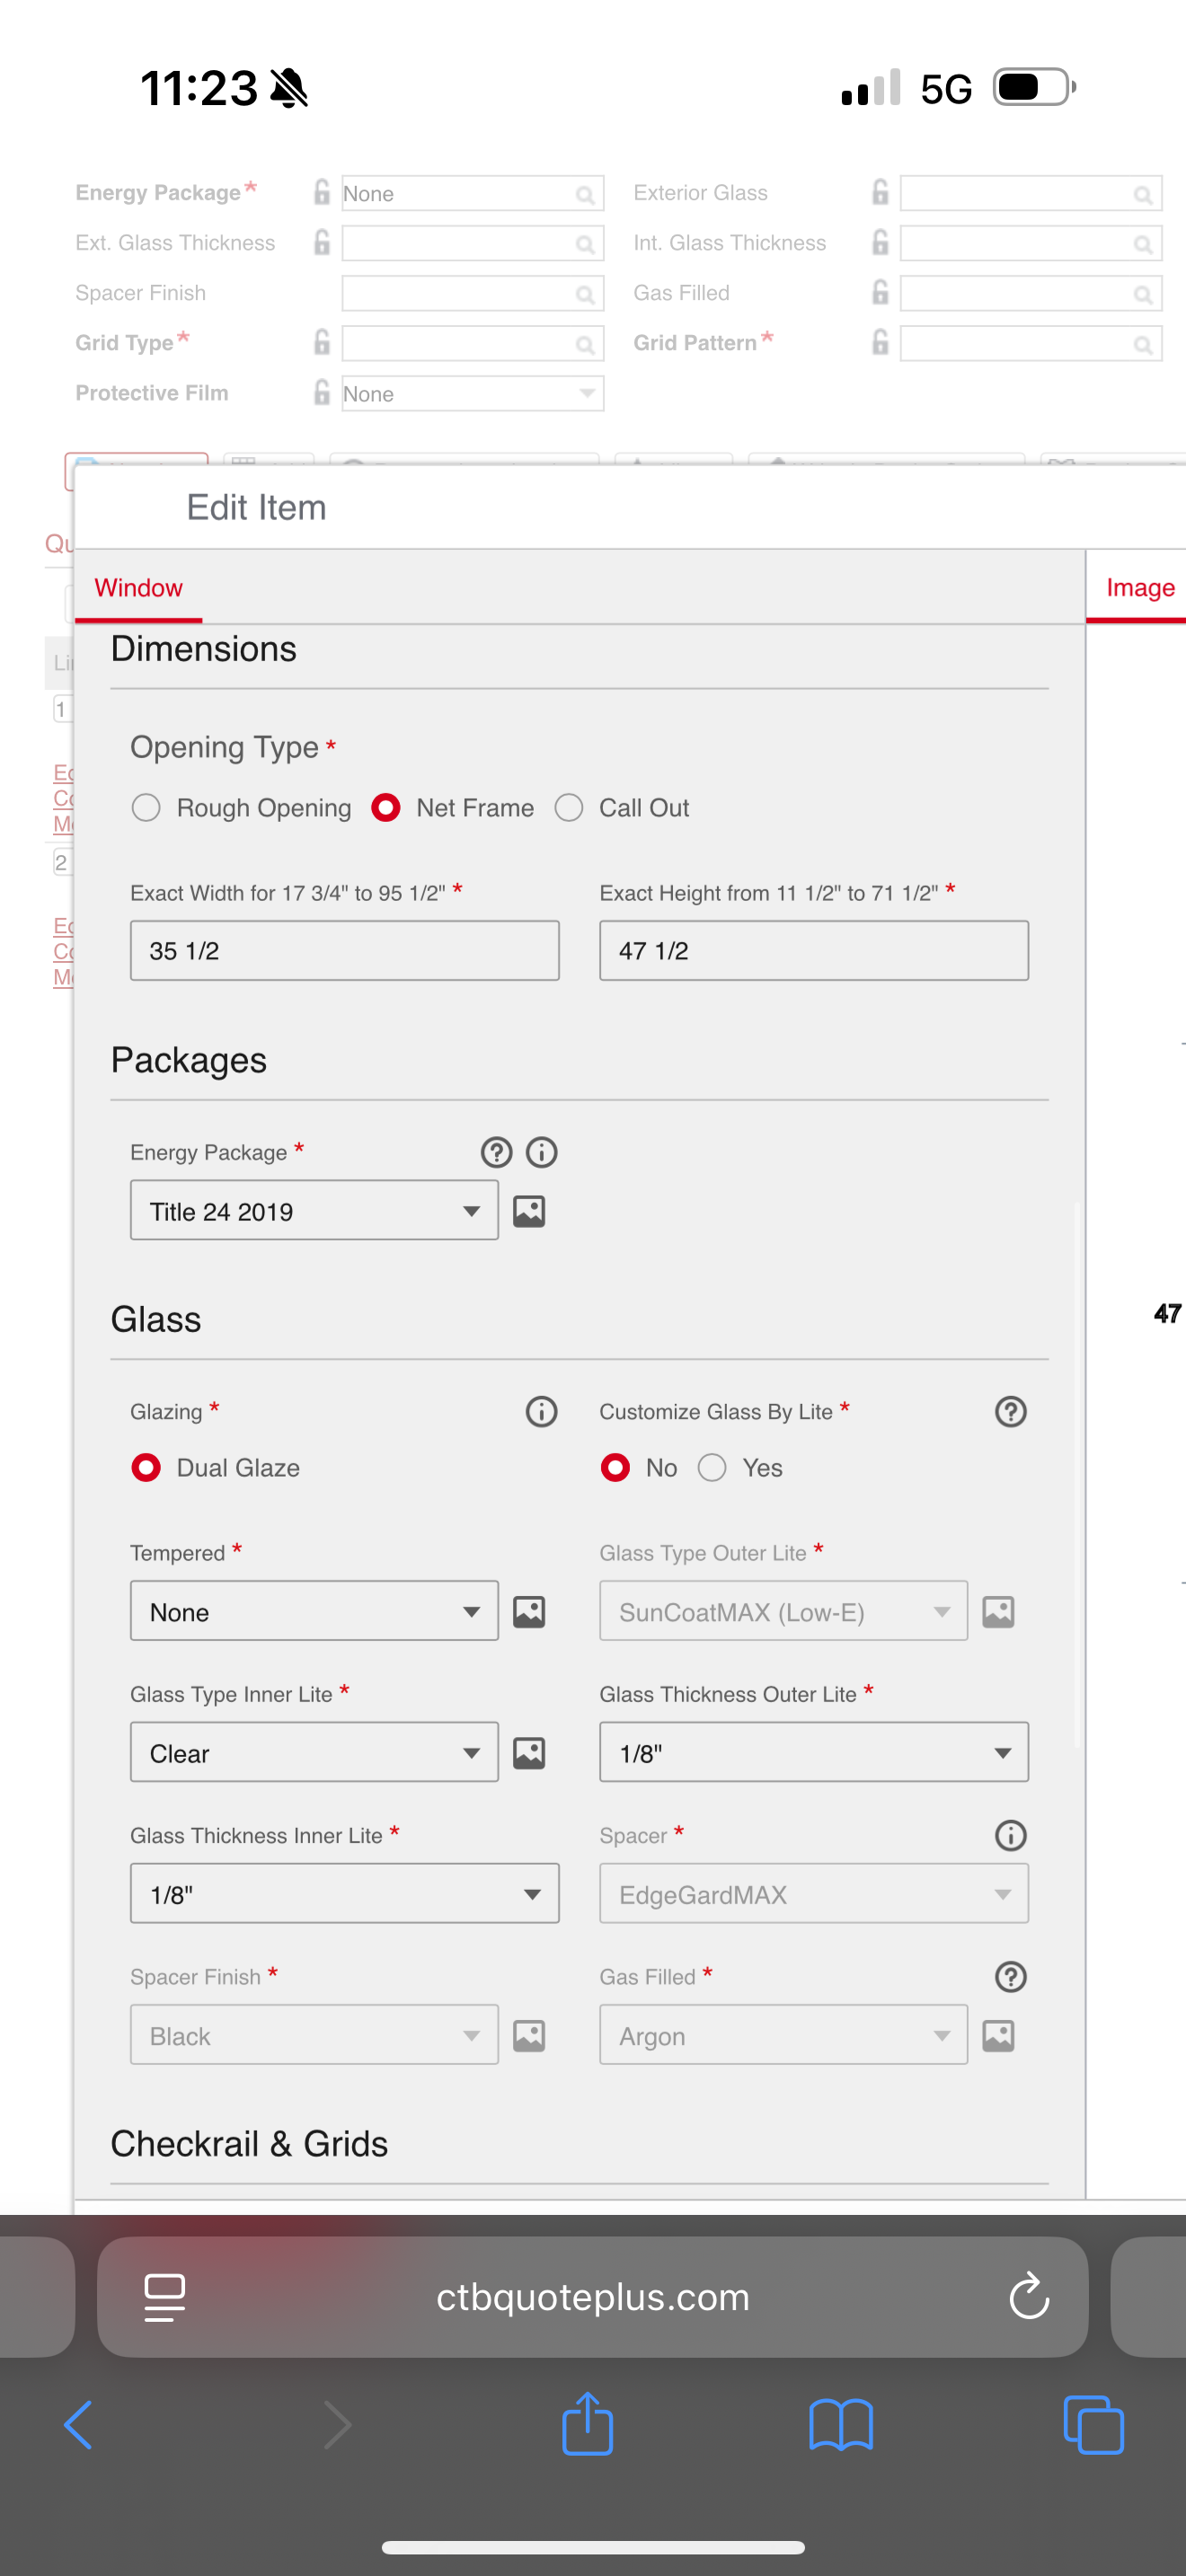 11:23
5G
Energy Package* None Exterior Glass
Ext. Glass Thickness Int. Glass Thickness
Spacer Finish Gas Filled
Grid Type* Grid Pattern*
Protective Film None
Edit Item
Qu
Window Image
Dimensions
Li
1
Opening Type *
Rough Opening Net Frame Call Out
2
Exact Width for 17 3/4" to 95 1/2" * Exact Height from 11 1/2" to 71 1/2" *
35 1/2 47 1/2
Packages
Energy Package *
Title 24 2019
Glass
47
Glazing * Customize Glass By Lite *
Dual Glaze No Yes
Tempered * Glass Type Outer Lite *
None SunCoatMAX (Low-E)
Glass Type Inner Lite * Glass Thickness Outer Lite *
Clear 1/8"
Glass Thickness Inner Lite * Spacer *
1/8" EdgeGardMAX
Spacer Finish * Gas Filled *
Black Argon
Checkrail & Grids
ctbquoteplus.com